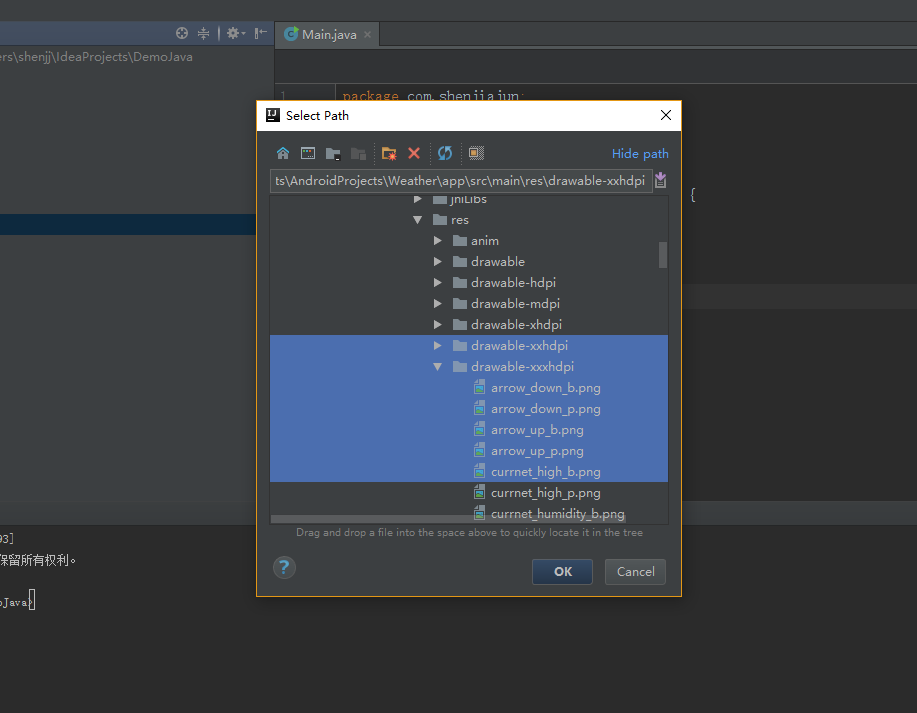 Main.java
ers\shenjj\IdeaProjects\DemoJava
1
package com.shenjiajun;
Select Path
Hide path
ts\AndroidProjects\Weather\app\src\main\res\drawable-xxhdpi
{
jniLibs
res
anim
drawable
drawable-hdpi
drawable-mdpi
drawable-xhdpi
drawable-xxhdpi
drawable-xxxhdpi
arrow_down_b.png
arrow_down_p.png
arrow_up_b.png
arrow_up_p.png
currnet_high_b.png
currnet_high_p.png
currnet_humidity_b.png
Drag and drop a file into the space above to quickly locate it in the tree
93]
保留所有权利。
?
OK
Cancel
oJava>